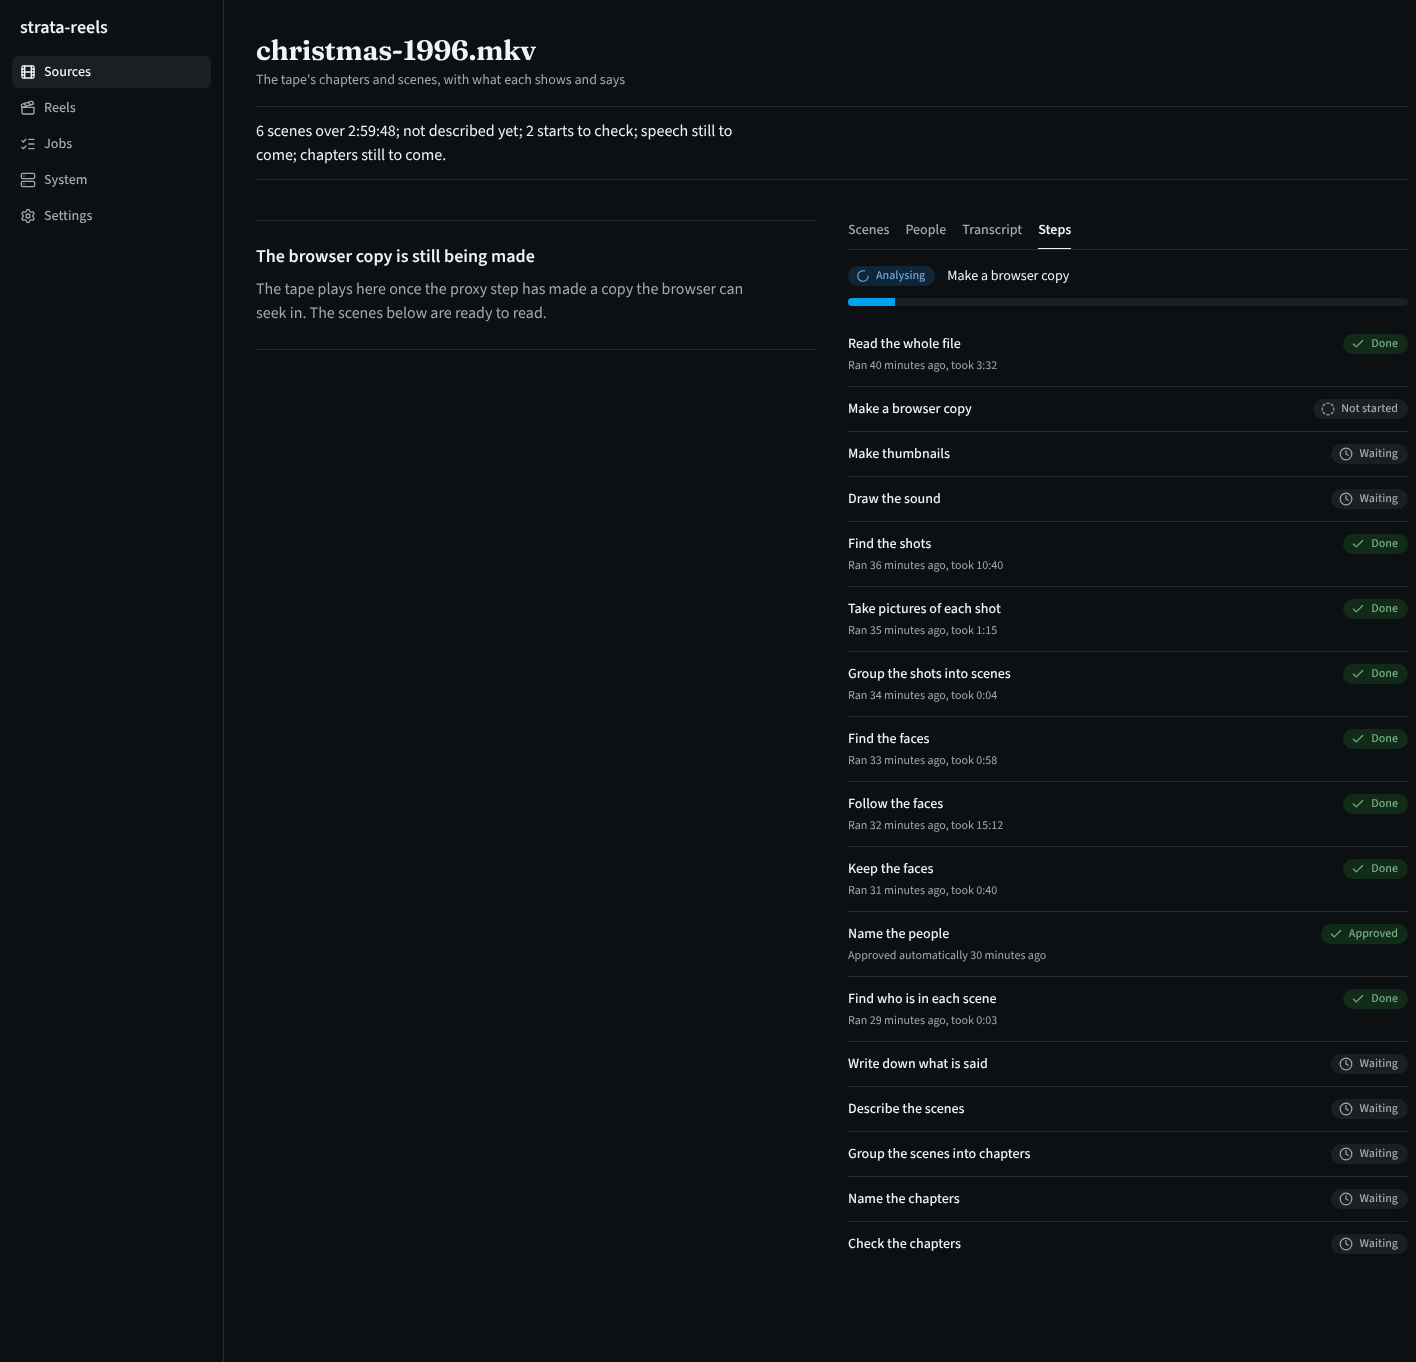 strata-reels
Sources
Reels
Jobs
System
Settings
christmas-1996.mkv
The tape's chapters and scenes, with what each shows and says
6 scenes over 2:59:48; not described yet; 2 starts to check; speech still to
come; chapters still to come.
The browser copy is still being made
The tape plays here once the proxy step has made a copy the browser can
seek in. The scenes below are ready to read.
Scenes People Transcript Steps
Analysing Make a browser copy
Read the whole file Done
Ran 40 minutes ago, took 3:32
Make a browser copy Not started
Make thumbnails Waiting
Draw the sound Waiting
Find the shots Done
Ran 36 minutes ago, took 10:40
Take pictures of each shot Done
Ran 35 minutes ago, took 1:15
Group the shots into scenes Done
Ran 34 minutes ago, took 0:04
Find the faces Done
Ran 33 minutes ago, took 0:58
Follow the faces Done
Ran 32 minutes ago, took 15:12
Keep the faces Done
Ran 31 minutes ago, took 0:40
Name the people Approved
Approved automatically 30 minutes ago
Find who is in each scene Done
Ran 29 minutes ago, took 0:03
Write down what is said Waiting
Describe the scenes Waiting
Group the scenes into chapters Waiting
Name the chapters Waiting
Check the chapters Waiting